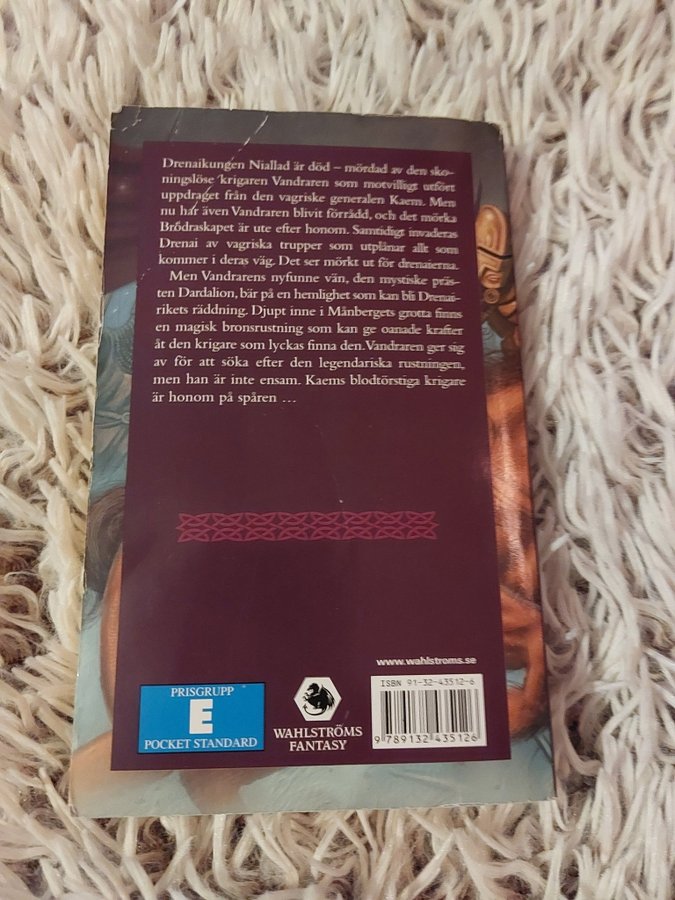 Drenaikungen Niallad är död – mördad av den sko-
ningslöse krigaren Vandraren som motvilligt utfört
uppdraget från den vagriske generalen Kaem. Men
nu har även Vandraren blivit förrådd, och det mörka
Brödraskapet är ute efter honom. Samtidigt invaderas
Drenai av vagriska trupper som utplånar allt som
kommer i deras väg. Det ser mörkt ut för drenaierna.
Men Vandrarens nyfunne vän, den mystiske präs-
ten Dardalion, bär på en hemlighet som kan bli Drenai-
rikets räddning. Djupt inne i Månbergets grotta finns
en magisk bronsrustning som kan ge oanade krafter
åt den krigare som lyckas finna den. Vandraren ger sig
av för att söka efter den legendariska rustningen,
men han är inte ensam. Kaems blodtörstiga krigare
är honom på spåren …
www.wahlstroms.se
PRISGRUPP
E
POCKET STANDARD
WAHLSTRÖMS
FANTASY
ISBN 91-32-43512-6
9 789132 435126